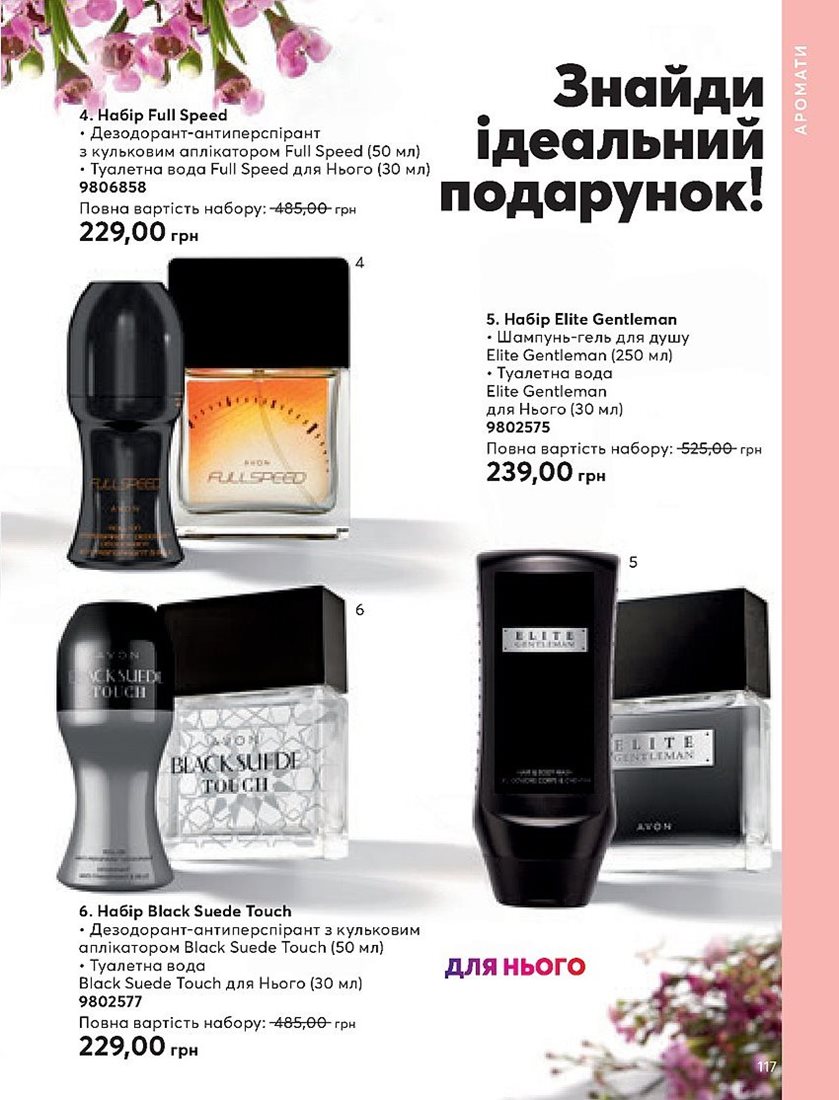 АРОМАТИ
Знайди
ідеальний
подарунок!
4. Набір Full Speed
• Дезодорант-антиперспірант
з кульковим аплікатором Full Speed (50 мл)
• Туалетна вода Full Speed для Нього (30 мл)
9806858
Повна вартість набору: 485,00 грн
229,00 грн
4
AVON
FULL SPEED
FULL SPEED
AVON
5. Набір Elite Gentleman
• Шампунь-гель для душу
Elite Gentleman (250 мл)
• Туалетна вода
Elite Gentleman
для Нього (30 мл)
9802575
Повна вартість набору: 525,00 грн
239,00 грн
5
ELITE
GENTLEMAN
HAIR & BODY WASH
ELITE
GENTLEMAN
AVON
6
AVON
BLACK SUEDE
TOUCH
AVON
BLACK SUEDE
TOUCH
6. Набір Black Suede Touch
• Дезодорант-антиперспірант з кульковим
аплікатором Black Suede Touch (50 мл)
• Туалетна вода
Black Suede Touch для Нього (30 мл)
9802577
Повна вартість набору: 485,00 грн
229,00 грн
ДЛЯ НЬОГО
117